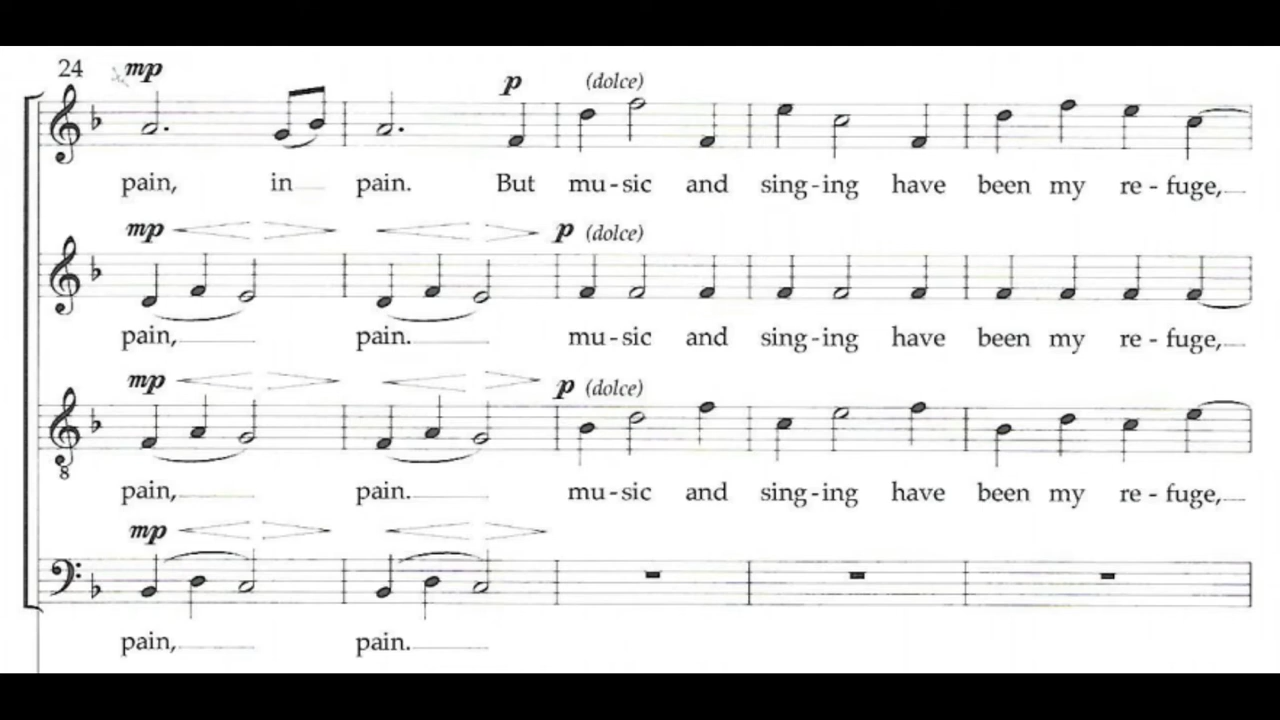 24 mp p (dolce)
pain, in pain. But mu - sic and sing - ing have been my re - fuge,
mp p (dolce)
pain, pain. mu - sic and sing - ing have been my re - fuge,
mp p (dolce)
8
pain, pain. mu - sic and sing - ing have been my re - fuge,
mp
pain, pain.